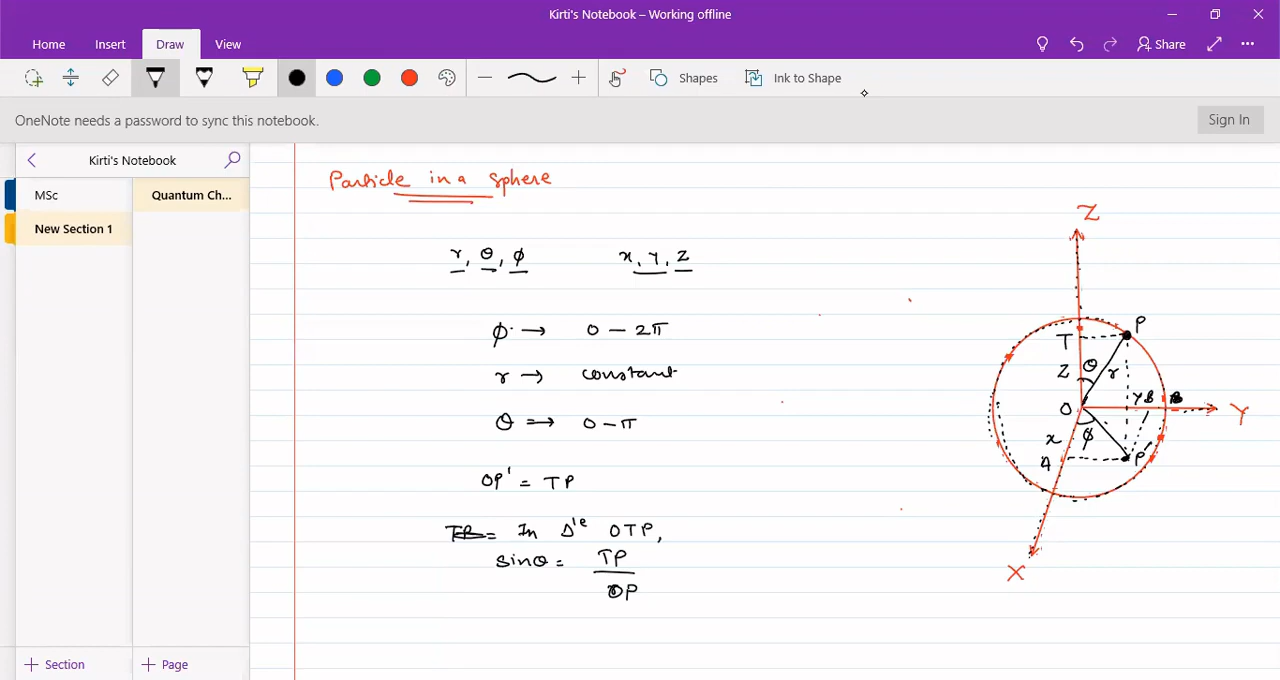 Kirti's Notebook – Working offline
Home Insert Draw View Share
Shapes Ink to Shape
OneNote needs a password to sync this notebook. Sign In
Kirti's Notebook
MSc Quantum Ch...
New Section 1
Particle in a sphere
r, θ, φ x, y, z
φ → 0 – 2π
r → constant
θ → 0 – π
OP' = TP
In Δ'le OTP,
sinθ = TP
OP
Z
T P
Z θ r
O Y B B Y
x φ
A P'
X
+ Section + Page